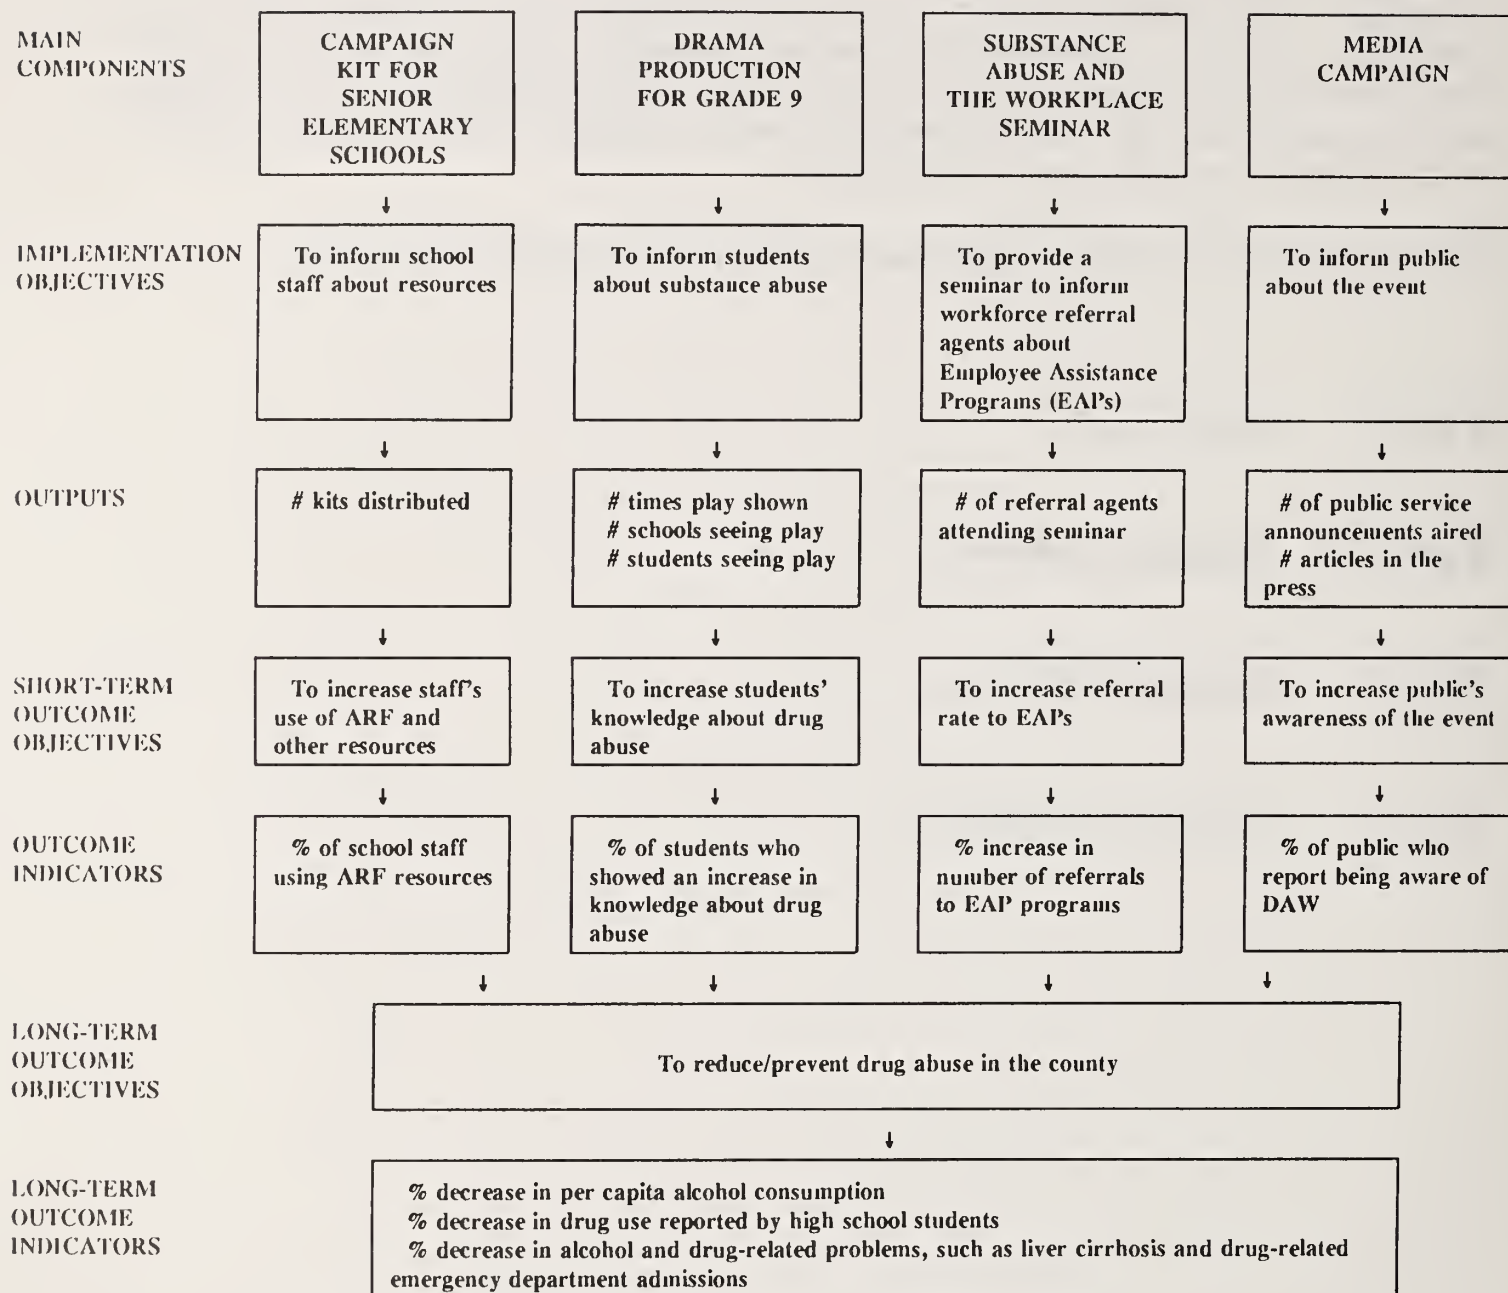 MAIN
COMPONENTS
CAMPAIGN
KIT FOR
SENIOR
ELEMENTARY
SCHOOLS
DRAMA
PRODUCTION
FOR GRADE 9
SUBSTANCE
ABUSE AND
THE WORKPLACE
SEMINAR
MEDIA
CAMPAIGN
IMPLEMENTATION
OBJECTIVES
To inform school
staff about resources
To inform students
about substance abuse
To provide a
seminar to inform
workforce referral
agents about
Employee Assistance
Programs (EAPs)
To inform public
about the event
OUTPUTS
# kits distributed
# times play shown
# schools seeing play
# students seeing play
# of referral agents
attending seminar
# of public service
announcements aired
# articles in the
press
SHORT-TERM
OUTCOME
OBJECTIVES
To increase staff's
use of ARF and
other resources
To increase students'
knowledge about drug
abuse
To increase referral
rate to EAPs
To increase public's
awareness of the event
OUTCOME
INDICATORS
% of school staff
using ARF resources
% of students who
showed an increase in
knowledge about drug
abuse
% increase in
number of referrals
to EAP programs
% of public who
report being aware of
DAW
LONG-TERM
OUTCOME
OBJECTIVES
To reduce/prevent drug abuse in the county
LONG-TERM
OUTCOME
INDICATORS
% decrease in per capita alcohol consumption
% decrease in drug use reported by high school students
% decrease in alcohol and drug-related problems, such as liver cirrhosis and drug-related
emergency department admissions